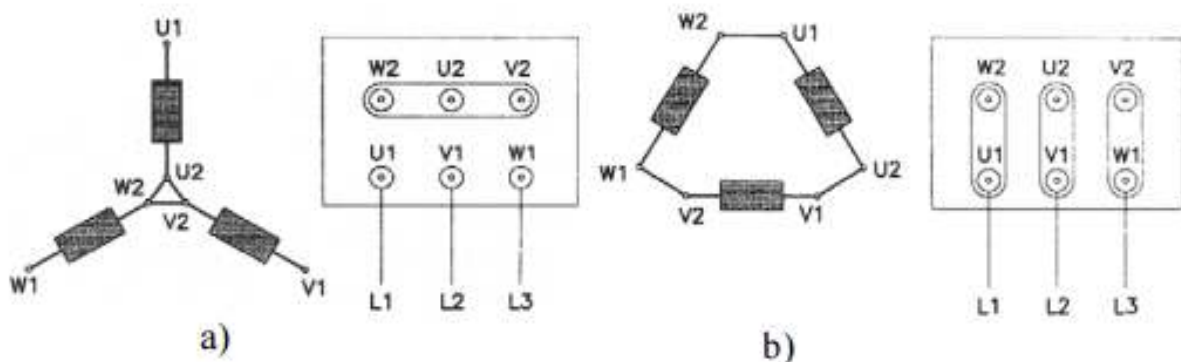 U1
W2 U2
V2
W1 V1
a)
W2 U2 V2
U1 V1 W1
L1 L2 L3
W2 U1
W1 U2
V2 V1
b)
W2 U2 V2
U1 V1 W1
L1 L2 L3